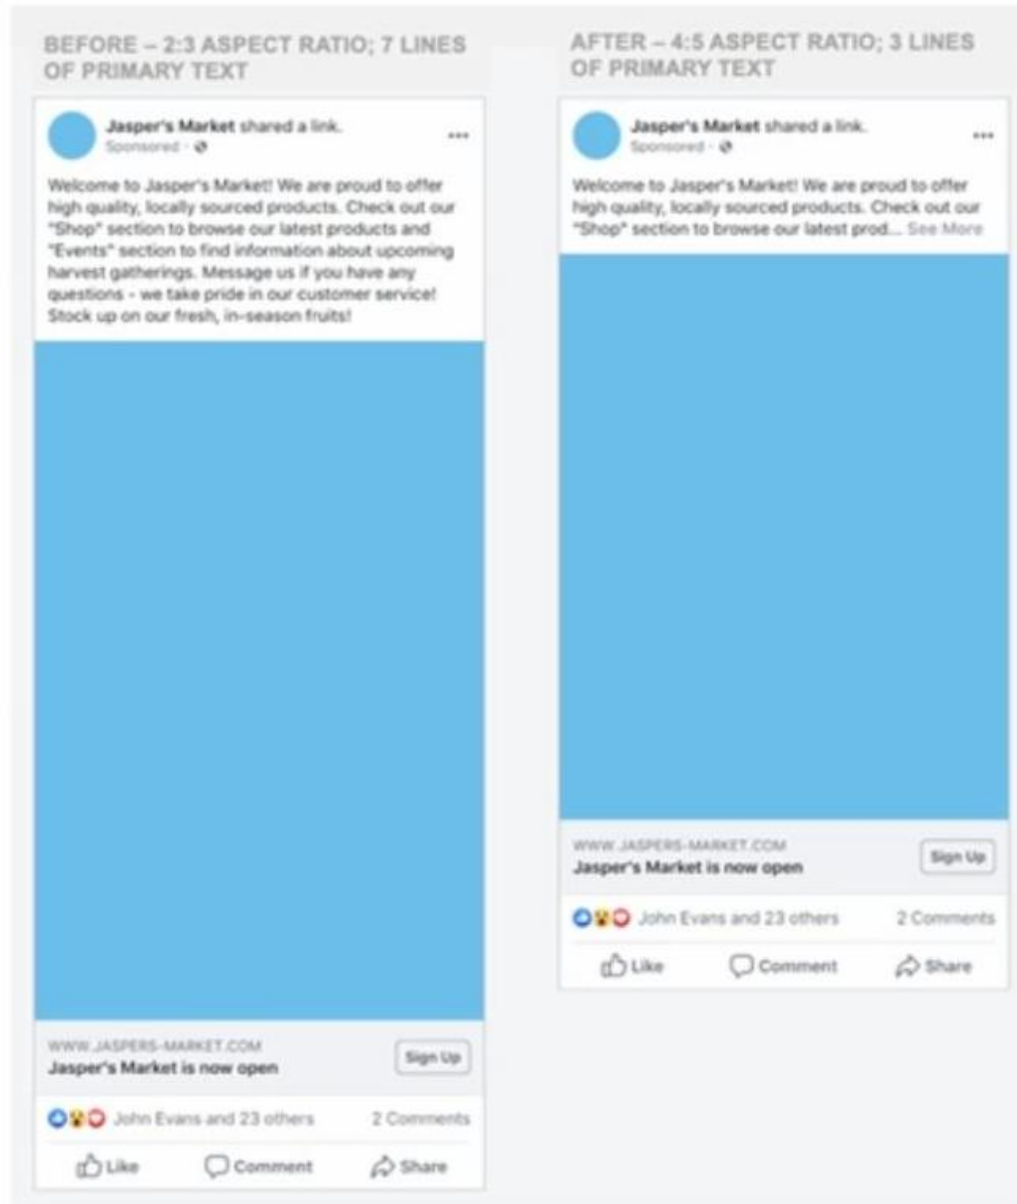 BEFORE – 2:3 ASPECT RATIO; 7 LINES
OF PRIMARY TEXT
Jasper's Market shared a link.
Sponsored ·
Welcome to Jasper's Market! We are proud to offer
high quality, locally sourced products. Check out our
"Shop" section to browse our latest products and
"Events" section to find information about upcoming
harvest gatherings. Message us if you have any
questions - we take pride in our customer service!
Stock up on our fresh, in-season fruits!
WWW.JASPERS-MARKET.COM
Jasper's Market is now open
Sign Up
John Evans and 23 others
2 Comments
Like
Comment
Share
AFTER – 4:5 ASPECT RATIO; 3 LINES
OF PRIMARY TEXT
Jasper's Market shared a link.
Sponsored ·
Welcome to Jasper's Market! We are proud to offer
high quality, locally sourced products. Check out our
"Shop" section to browse our latest prod... See More
WWW.JASPERS-MARKET.COM
Jasper's Market is now open
Sign Up
John Evans and 23 others
2 Comments
Like
Comment
Share